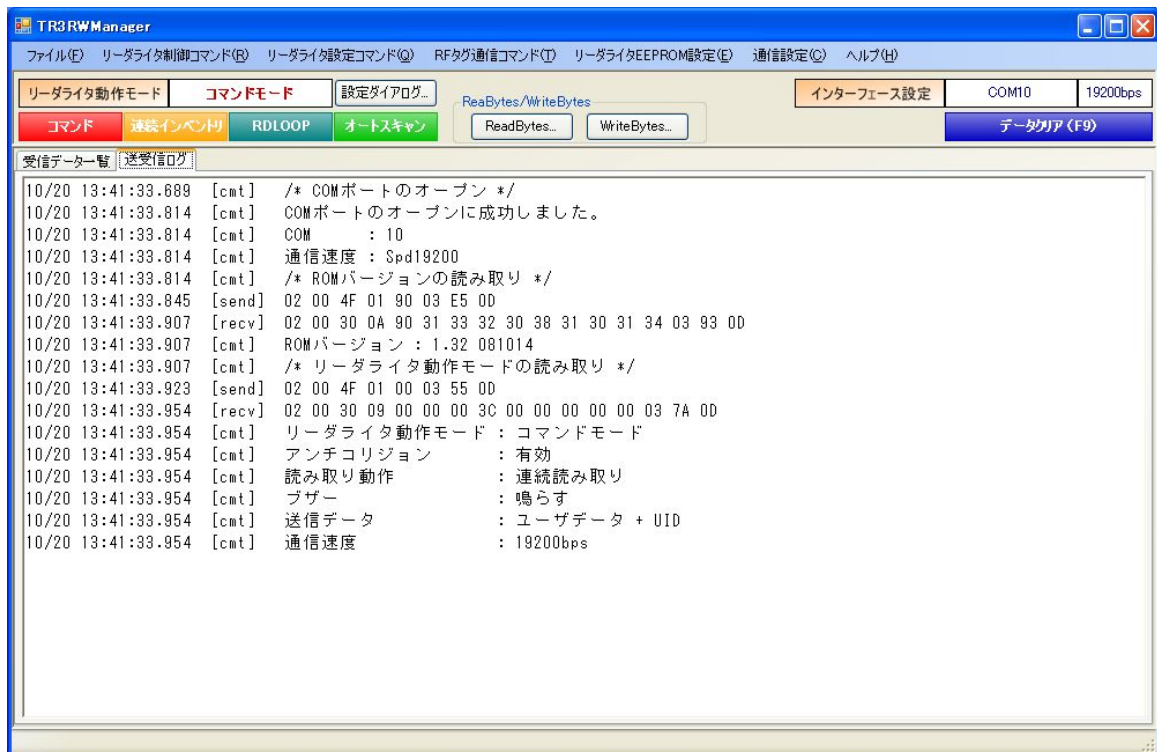 TR3RWManager
ファイル(F) リーダライタ制御コマンド(R) リーダライタ設定コマンド(Q) RFタグ通信コマンド(T) リーダライタEEPROM設定(E) 通信設定(C) ヘルプ(H)
リーダライタ動作モード コマンドモード 設定ダイアログ... ReaBytes/WriteBytes インターフェース設定 COM10 19200bps
コマンド 連続インベントリ RDLOOP オートスキャン ReadBytes... WriteBytes... データクリア(F9)
受信データ一覧 送受信ログ
10/20 13:41:33.689 [cmt] /* COMポートのオープン */
10/20 13:41:33.814 [cmt] COMポートのオープンに成功しました。
10/20 13:41:33.814 [cmt] COM : 10
10/20 13:41:33.814 [cmt] 通信速度 : Spd19200
10/20 13:41:33.814 [cmt] /* ROMバージョンの読み取り */
10/20 13:41:33.845 [send] 02 00 4F 01 90 03 E5 0D
10/20 13:41:33.907 [recv] 02 00 30 0A 90 31 33 32 30 38 31 30 31 34 03 93 0D
10/20 13:41:33.907 [cmt] ROMバージョン : 1.32 081014
10/20 13:41:33.907 [cmt] /* リーダライタ動作モードの読み取り */
10/20 13:41:33.923 [send] 02 00 4F 01 00 03 55 0D
10/20 13:41:33.954 [recv] 02 00 30 09 00 00 00 3C 00 00 00 00 00 03 7A 0D
10/20 13:41:33.954 [cmt] リーダライタ動作モード : コマンドモード
10/20 13:41:33.954 [cmt] アンチコリジョン : 有効
10/20 13:41:33.954 [cmt] 読み取り動作 : 連続読み取り
10/20 13:41:33.954 [cmt] ブザー : 鳴らす
10/20 13:41:33.954 [cmt] 送信データ : ユーザデータ + UID
10/20 13:41:33.954 [cmt] 通信速度 : 19200bps